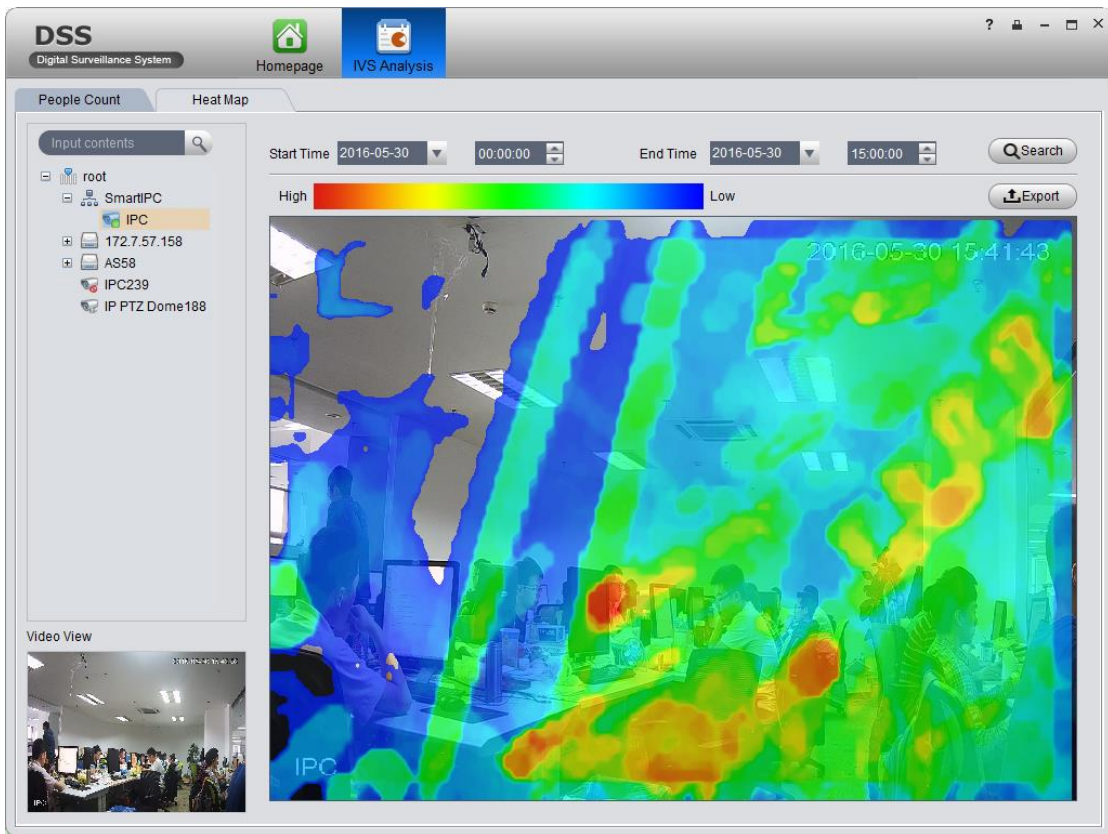 DSS
Digital Surveillance System
Homepage
IVS Analysis
?
People Count
Heat Map
Input contents
root
SmartIPC
IPC
172.7.57.158
AS58
IPC239
IP PTZ Dome188
Start Time 2016-05-30 00:00:00 End Time 2016-05-30 15:00:00 Search
High Low Export
2016-05-30 15:41:43
IPC
Video View
IPC